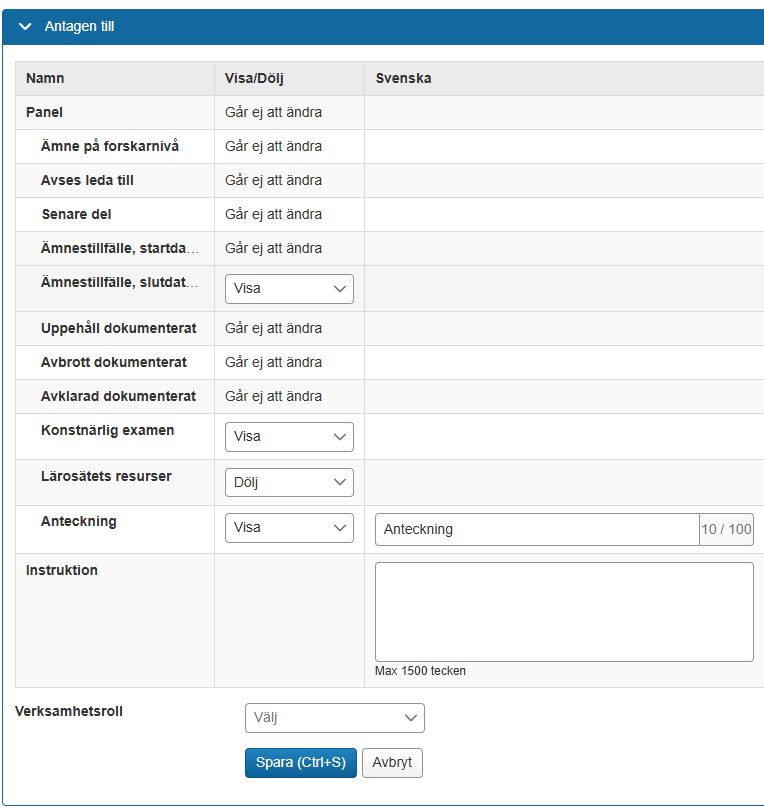 Antagen till
Namn Visa/Dölj Svenska
Panel Går ej att ändra
Ämne på forskarnivå Går ej att ändra
Avses leda till Går ej att ändra
Senare del Går ej att ändra
Ämnestillfälle, startda... Går ej att ändra
Ämnestillfälle, slutdat... Visa
Uppehåll dokumenterat Går ej att ändra
Avbrott dokumenterat Går ej att ändra
Avklarad dokumenterat Går ej att ändra
Konstnärlig examen Visa
Lärosätets resurser Dölj
Anteckning Visa Anteckning 10 / 100
Instruktion
Max 1500 tecken
Verksamhetsroll Välj
Spara (Ctrl+S) Avbryt